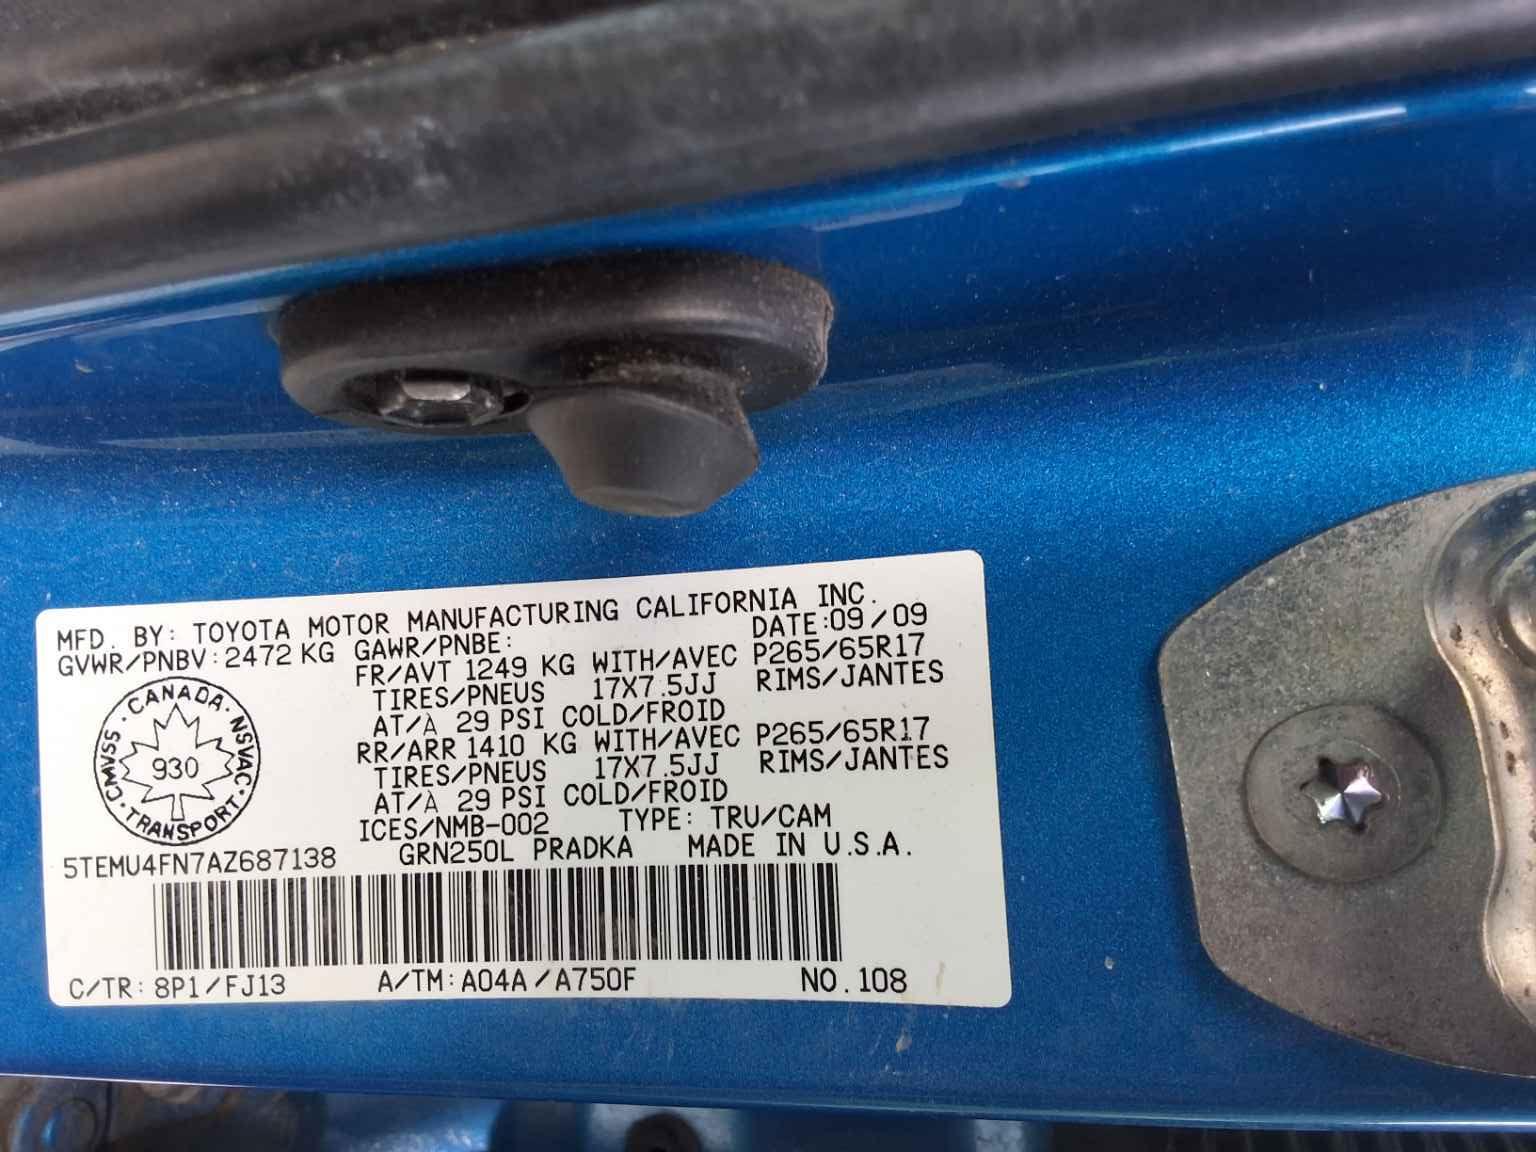 MFD. BY: TOYOTA MOTOR MANUFACTURING CALIFORNIA INC.
GVWR/PNBV: 2472 KG GAWR/PNBE: DATE: 09/09
FR/AVT 1249 KG WITH/AVEC P265/65R17
TIRES/PNEUS 17X7.5JJ RIMS/JANTES
AT/À 29 PSI COLD/FROID
RR/ARR 1410 KG WITH/AVEC P265/65R17
TIRES/PNEUS 17X7.5JJ RIMS/JANTES
AT/À 29 PSI COLD/FROID
ICES/NMB-002 TYPE: TRU/CAM
CMVSS · CANADA · NSVAC · TRANSPORT ·
930
5TEMU4FN7AZ687138 GRN250L PRADKA MADE IN U.S.A.
C/TR: 8P1/FJ13 A/TM: A04A/A750F NO. 108